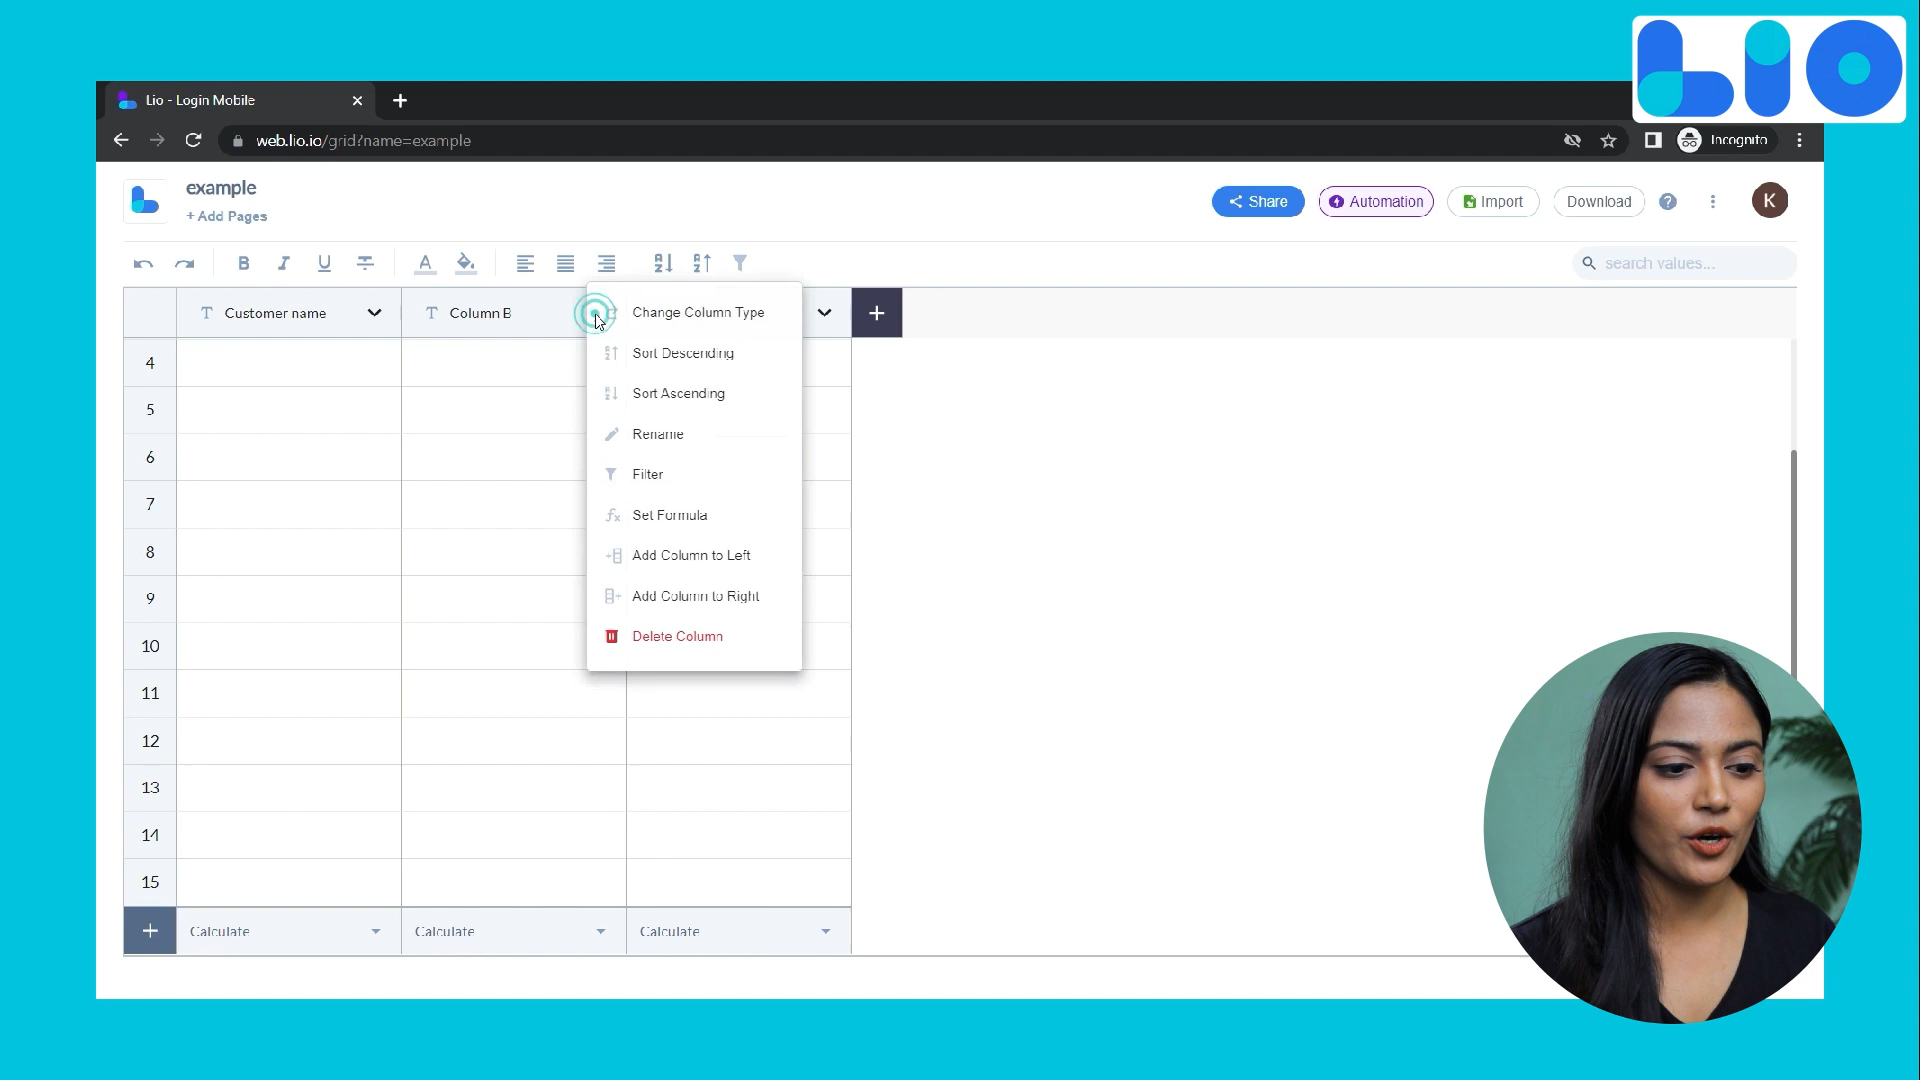 LIO
Lio - Login Mobile
web.lio.io/grid?name=example
Incognito
example
+ Add Pages
Share
Automation
Import
Download
?
K
B I U
A
search values...
T Customer name
T Column B
+
Change Column Type
Sort Descending
Sort Ascending
Rename
Filter
fx Set Formula
Add Column to Left
Add Column to Right
Delete Column
4
5
6
7
8
9
10
11
12
13
14
15
+ Calculate Calculate Calculate